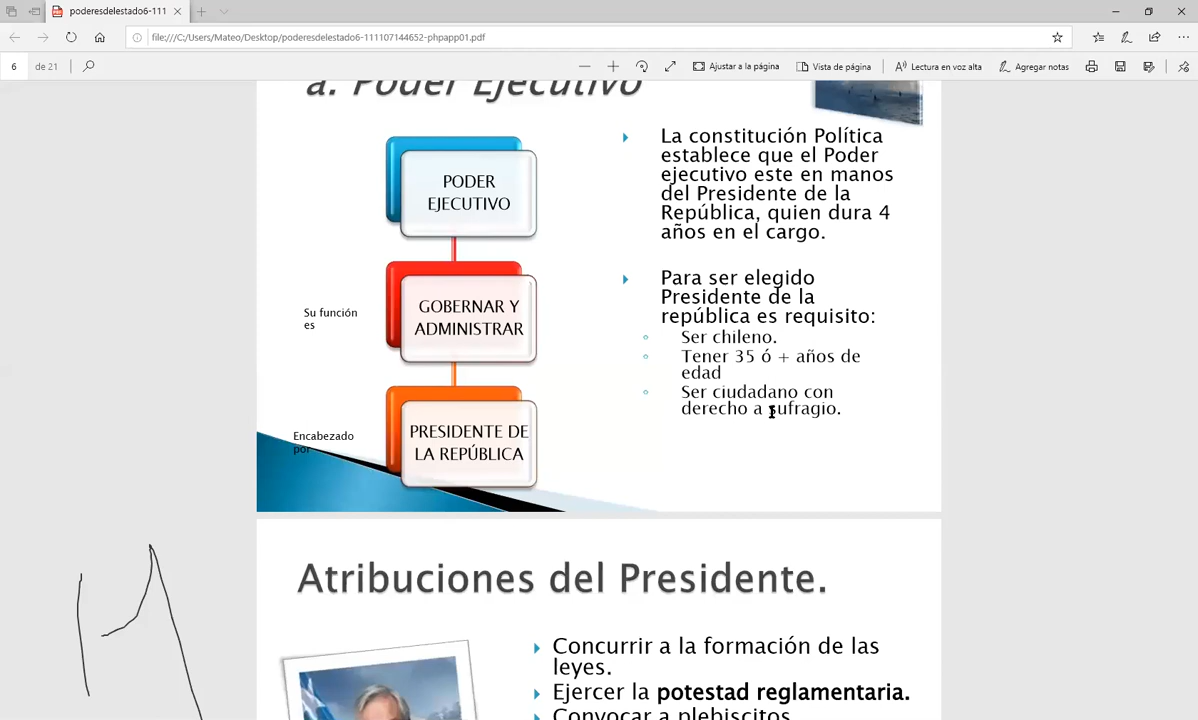 poderesdelestado6-111
file:///C:/Users/Mateo/Desktop/poderesdelestado6-111107144652-phpapp01.pdf
6 de 21
Ajustar a la página
Vista de página
Lectura en voz alta
Agregar notas
a. Poder Ejecutivo
PODER
EJECUTIVO
Su función
es
GOBERNAR Y
ADMINISTRAR
Encabezado
por
PRESIDENTE DE
LA REPÚBLICA
La constitución Política
establece que el Poder
ejecutivo este en manos
del Presidente de la
República, quien dura 4
años en el cargo.
Para ser elegido
Presidente de la
república es requisito:
Ser chileno.
Tener 35 ó + años de
edad
Ser ciudadano con
derecho a sufragio.
Atribuciones del Presidente.
Concurrir a la formación de las
leyes.
Ejercer la potestad reglamentaria.
Convocar a plebiscitos